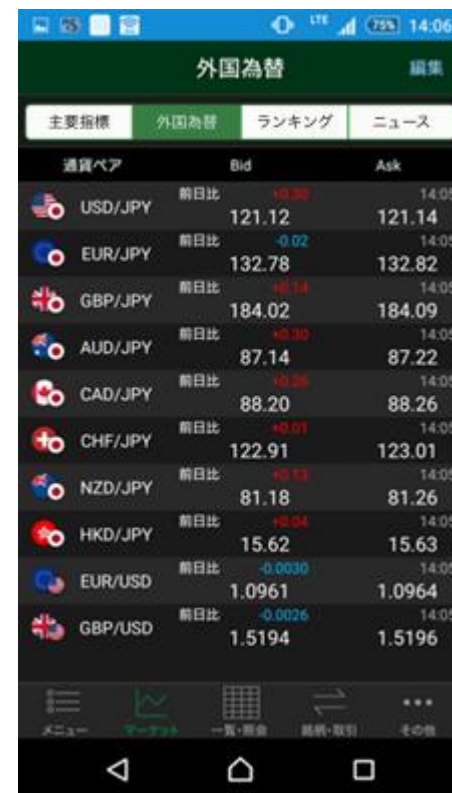 LTE 75% 14:06
外国為替 編集
主要指標 外国為替 ランキング ニュース
通貨ペア Bid Ask
USD/JPY 前日比 +0.30 14:05
121.12 121.14
EUR/JPY 前日比 -0.02 14:05
132.78 132.82
GBP/JPY 前日比 +0.14 14:05
184.02 184.09
AUD/JPY 前日比 +0.30 14:05
87.14 87.22
CAD/JPY 前日比 +0.26 14:05
88.20 88.26
CHF/JPY 前日比 +0.01 14:05
122.91 123.01
NZD/JPY 前日比 +0.13 14:05
81.18 81.26
HKD/JPY 前日比 +0.04 14:05
15.62 15.63
EUR/USD 前日比 -0.0030 14:05
1.0961 1.0964
GBP/USD 前日比 -0.0026 14:05
1.5194 1.5196
メニュー マーケット 一覧・照会 銘柄・取引 その他